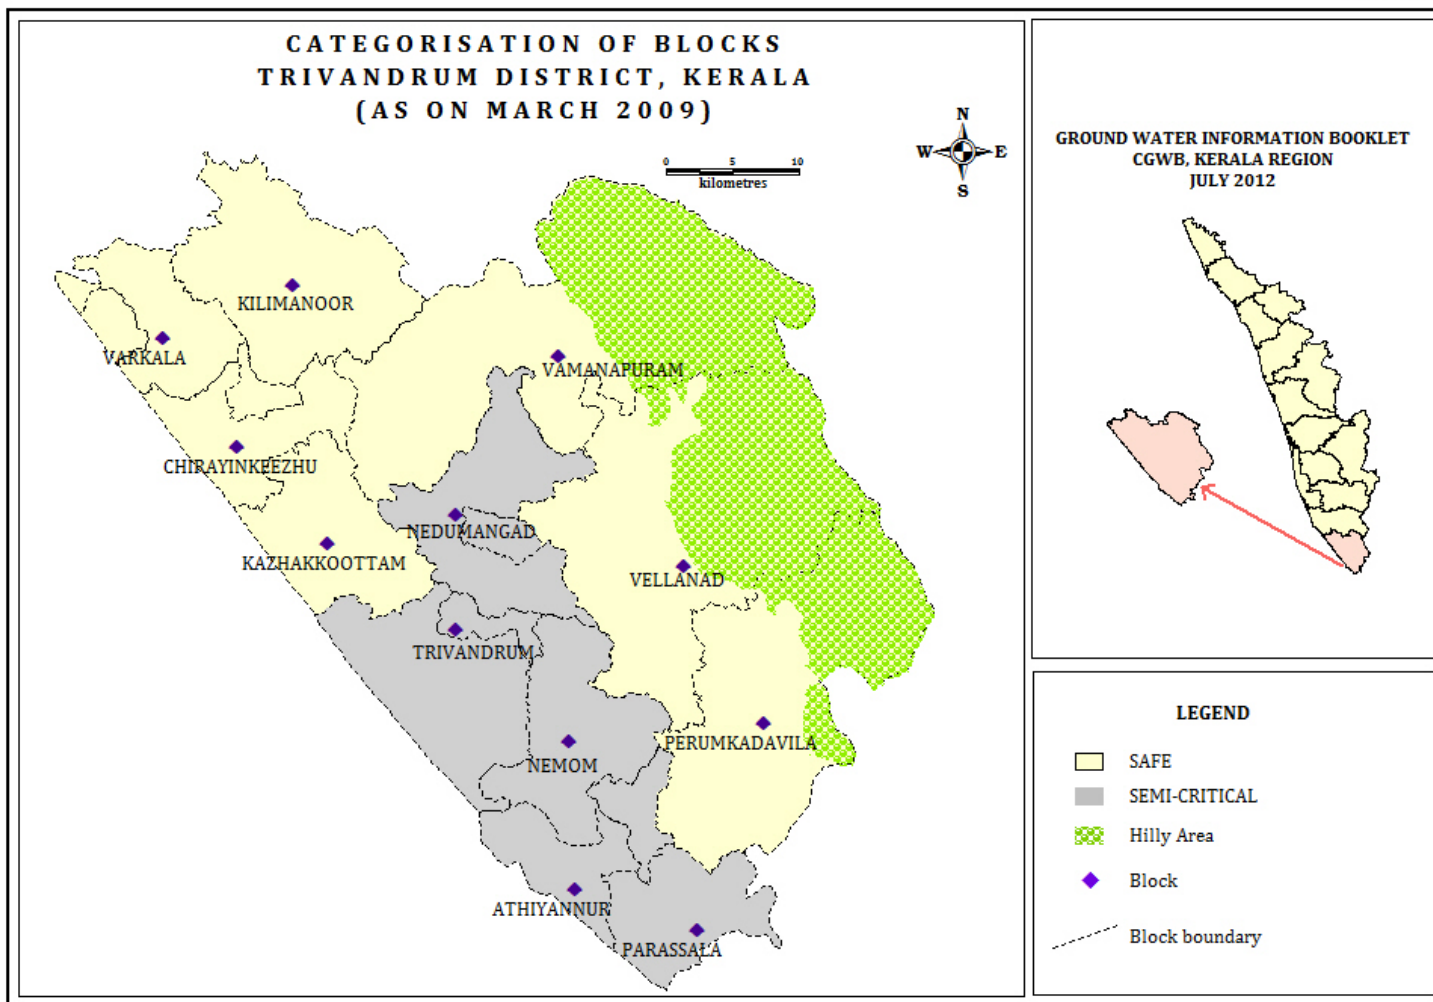 CATEGORISATION OF BLOCKS
TRIVANDRUM DISTRICT, KERALA
(AS ON MARCH 2009)
N
W E
S
0 5 10
kilometres
KILIMANOOR
VARKALA
VAMANAPURAM
CHIRAYINKEEZHU
NEDUMANGAD
KAZHAKKOOTTAM
VELLANAD
TRIVANDRUM
PERUMKADAVILA
NEMOM
ATHIYANNUR
PARASSALA
GROUND WATER INFORMATION BOOKLET
CGWB, KERALA REGION
JULY 2012
LEGEND
SAFE
SEMI-CRITICAL
Hilly Area
Block
Block boundary